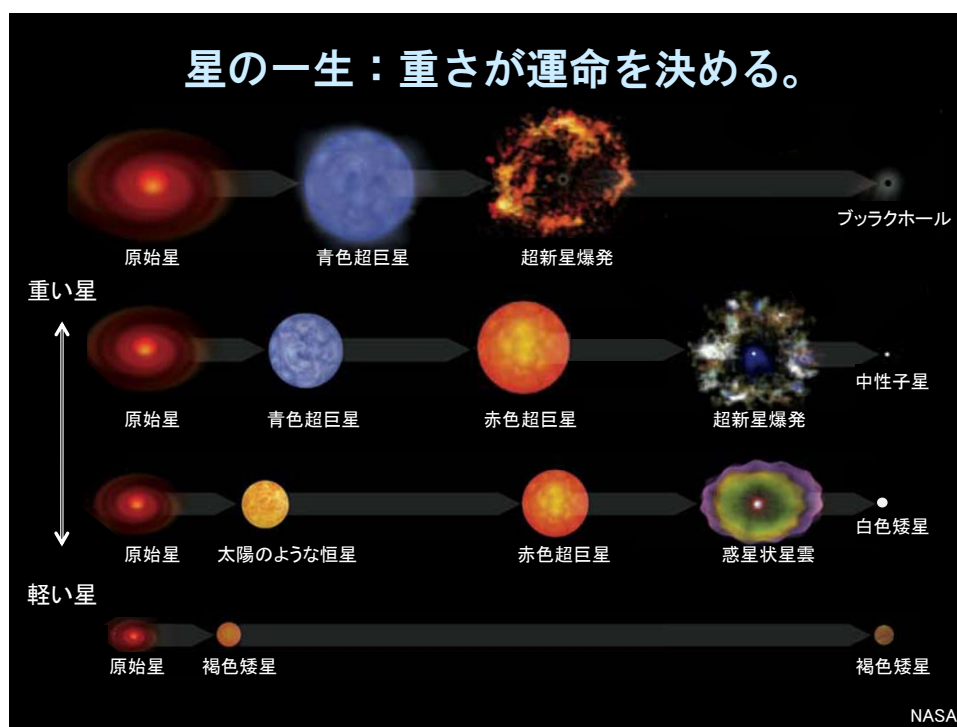 星の一生：重さが運命を決める。
ブッラクホール
原始星 青色超巨星 超新星爆発
重い星
中性子星
原始星 青色超巨星 赤色超巨星 超新星爆発
白色矮星
原始星 太陽のような恒星 赤色超巨星 惑星状星雲
軽い星
原始星 褐色矮星 褐色矮星
NASA